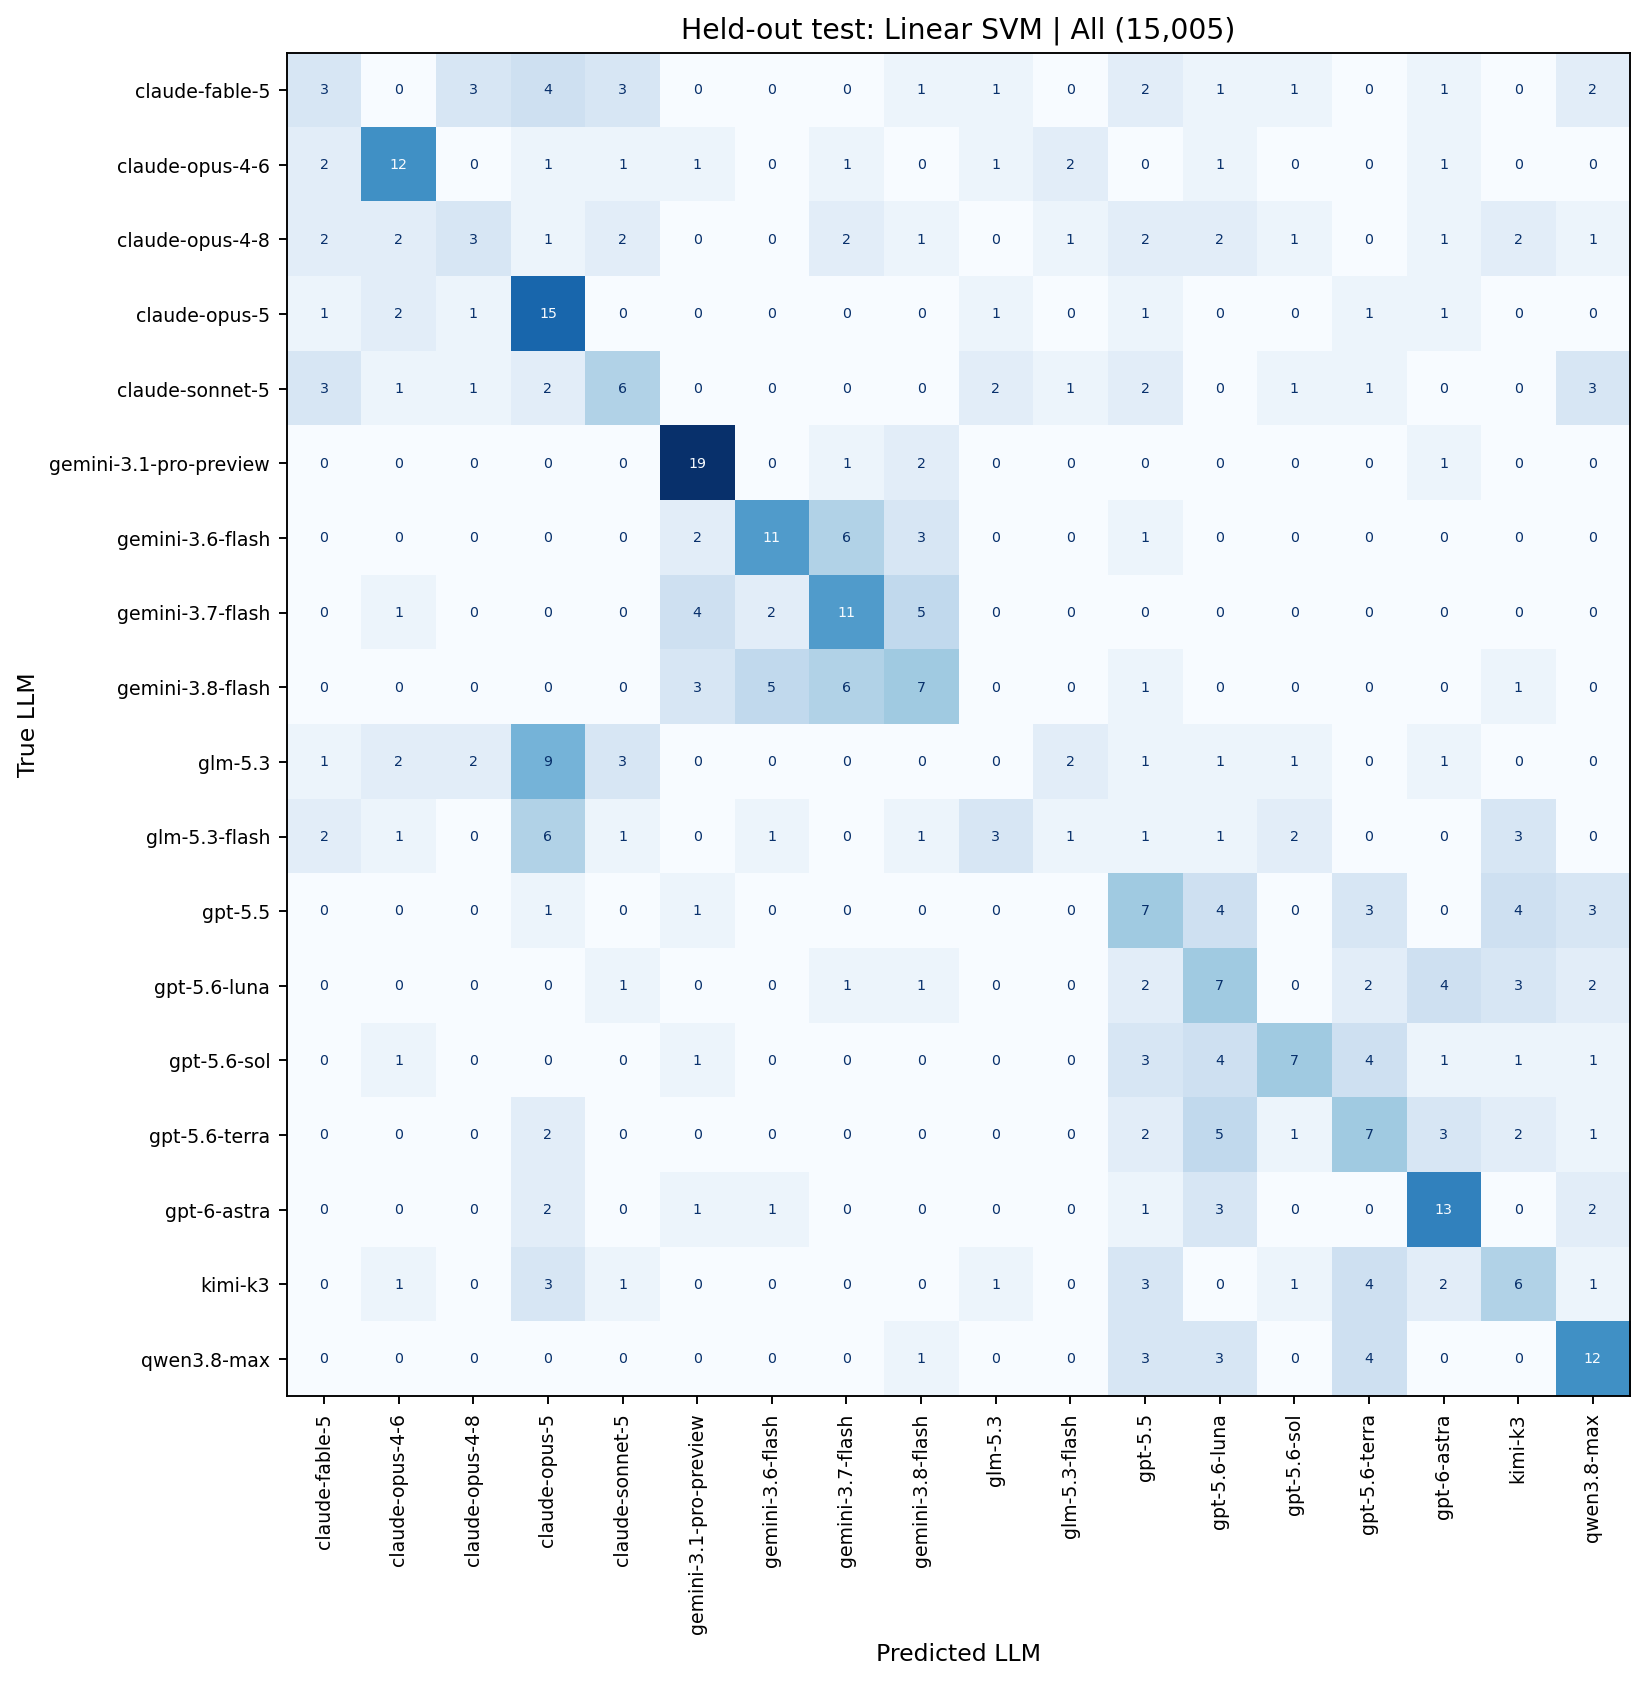 Held-out test: Linear SVM | All (15,005)
True LLM
claude-fable-5 3 0 3 4 3 0 0 0 1 1 0 2 1 1 0 1 0 2
claude-opus-4-6 2 12 0 1 1 1 0 1 0 1 2 0 1 0 0 1 0 0
claude-opus-4-8 2 2 3 1 2 0 0 2 1 0 1 2 2 1 0 1 2 1
claude-opus-5 1 2 1 15 0 0 0 0 0 1 0 1 0 0 1 1 0 0
claude-sonnet-5 3 1 1 2 6 0 0 0 0 2 1 2 0 1 1 0 0 3
gemini-3.1-pro-preview 0 0 0 0 0 19 0 1 2 0 0 0 0 0 0 1 0 0
gemini-3.6-flash 0 0 0 0 0 2 11 6 3 0 0 1 0 0 0 0 0 0
gemini-3.7-flash 0 1 0 0 0 4 2 11 5 0 0 0 0 0 0 0 0 0
gemini-3.8-flash 0 0 0 0 0 3 5 6 7 0 0 1 0 0 0 0 1 0
glm-5.3 1 2 2 9 3 0 0 0 0 0 2 1 1 1 0 1 0 0
glm-5.3-flash 2 1 0 6 1 0 1 0 1 3 1 1 1 2 0 0 3 0
gpt-5.5 0 0 0 1 0 1 0 0 0 0 0 7 4 0 3 0 4 3
gpt-5.6-luna 0 0 0 0 1 0 0 1 1 0 0 2 7 0 2 4 3 2
gpt-5.6-sol 0 1 0 0 0 1 0 0 0 0 0 3 4 7 4 1 1 1
gpt-5.6-terra 0 0 0 2 0 0 0 0 0 0 0 2 5 1 7 3 2 1
gpt-6-astra 0 0 0 2 0 1 1 0 0 0 0 1 3 0 0 13 0 2
kimi-k3 0 1 0 3 1 0 0 0 0 1 0 3 0 1 4 2 6 1
qwen3.8-max 0 0 0 0 0 0 0 0 1 0 0 3 3 0 4 0 0 12
claude-fable-5
claude-opus-4-6
claude-opus-4-8
claude-opus-5
claude-sonnet-5
gemini-3.1-pro-preview
gemini-3.6-flash
gemini-3.7-flash
gemini-3.8-flash
glm-5.3
glm-5.3-flash
gpt-5.5
gpt-5.6-luna
gpt-5.6-sol
gpt-5.6-terra
gpt-6-astra
kimi-k3
qwen3.8-max
Predicted LLM